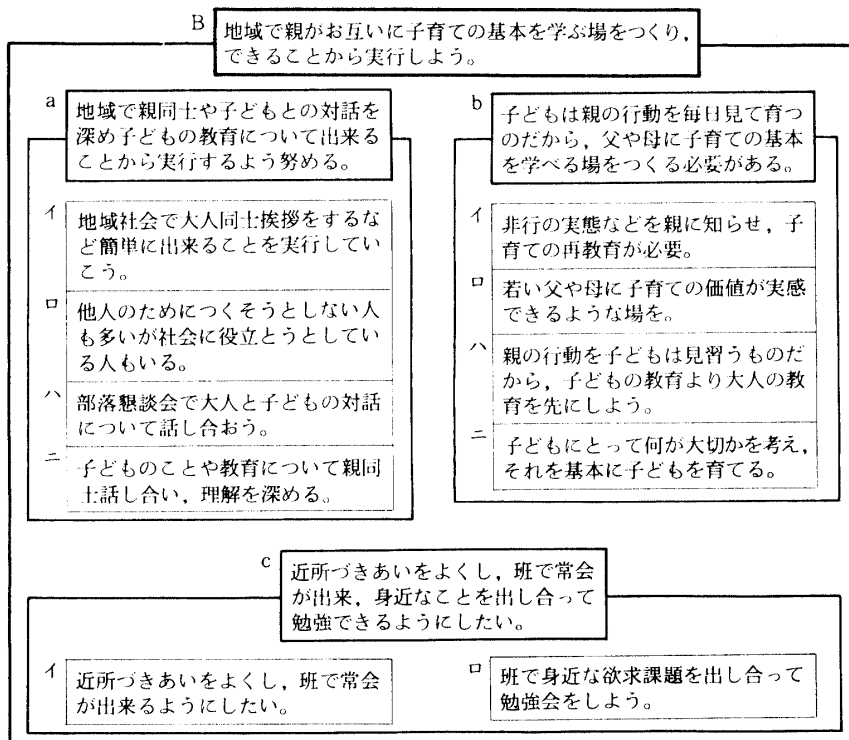 B
地域で親がお互いに子育ての基本を学ぶ場をつくり，
できることから実行しよう。
a
地域で親同士や子どもとの対話を
深め子どもの教育について出来る
ことから実行するよう努める。
イ
地域社会で大人同士挨拶をするな
ど簡単に出来ることを実行してい
こう。
ロ
他人のためにつくそうとしない人
も多いが社会に役立とうとしてい
る人もいる。
ハ
部落懇談会で大人と子どもの対話
について話し合おう。
ニ
子どものことや教育について親同
士話し合い，理解を深める。
b
子どもは親の行動を毎日見て育つ
のだから，父や母に子育ての基本
を学べる場をつくる必要がある。
イ
非行の実態などを親に知らせ，子
育ての再教育が必要。
ロ
若い父や母に子育ての価値が実感
できるような場を。
ハ
親の行動を子どもは見習うものだ
から，子どもの教育より大人の教
育を先にしよう。
ニ
子どもにとって何が大切かを考え，
それを基本に子どもを育てる。
c
近所づきあいをよくし，班で常会
が出来，身近なことを出し合って
勉強できるようにしたい。
イ
近所づきあいをよくし，班で常会
が出来るようにしたい。
ロ
班で身近な欲求課題を出し合って
勉強会をしよう。